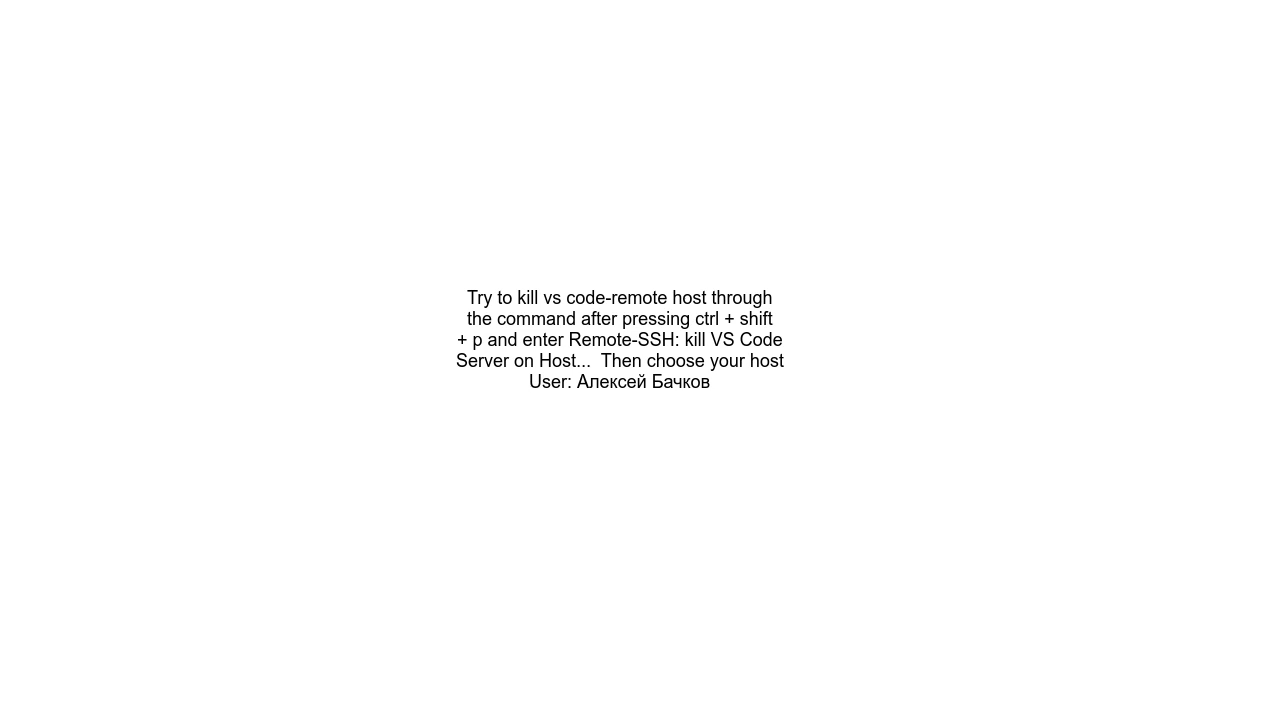 Try to kill vs code-remote host through
the command after pressing ctrl + shift
+ p and enter Remote-SSH: kill VS Code
Server on Host...  Then choose your host
User: Алексей Бачков